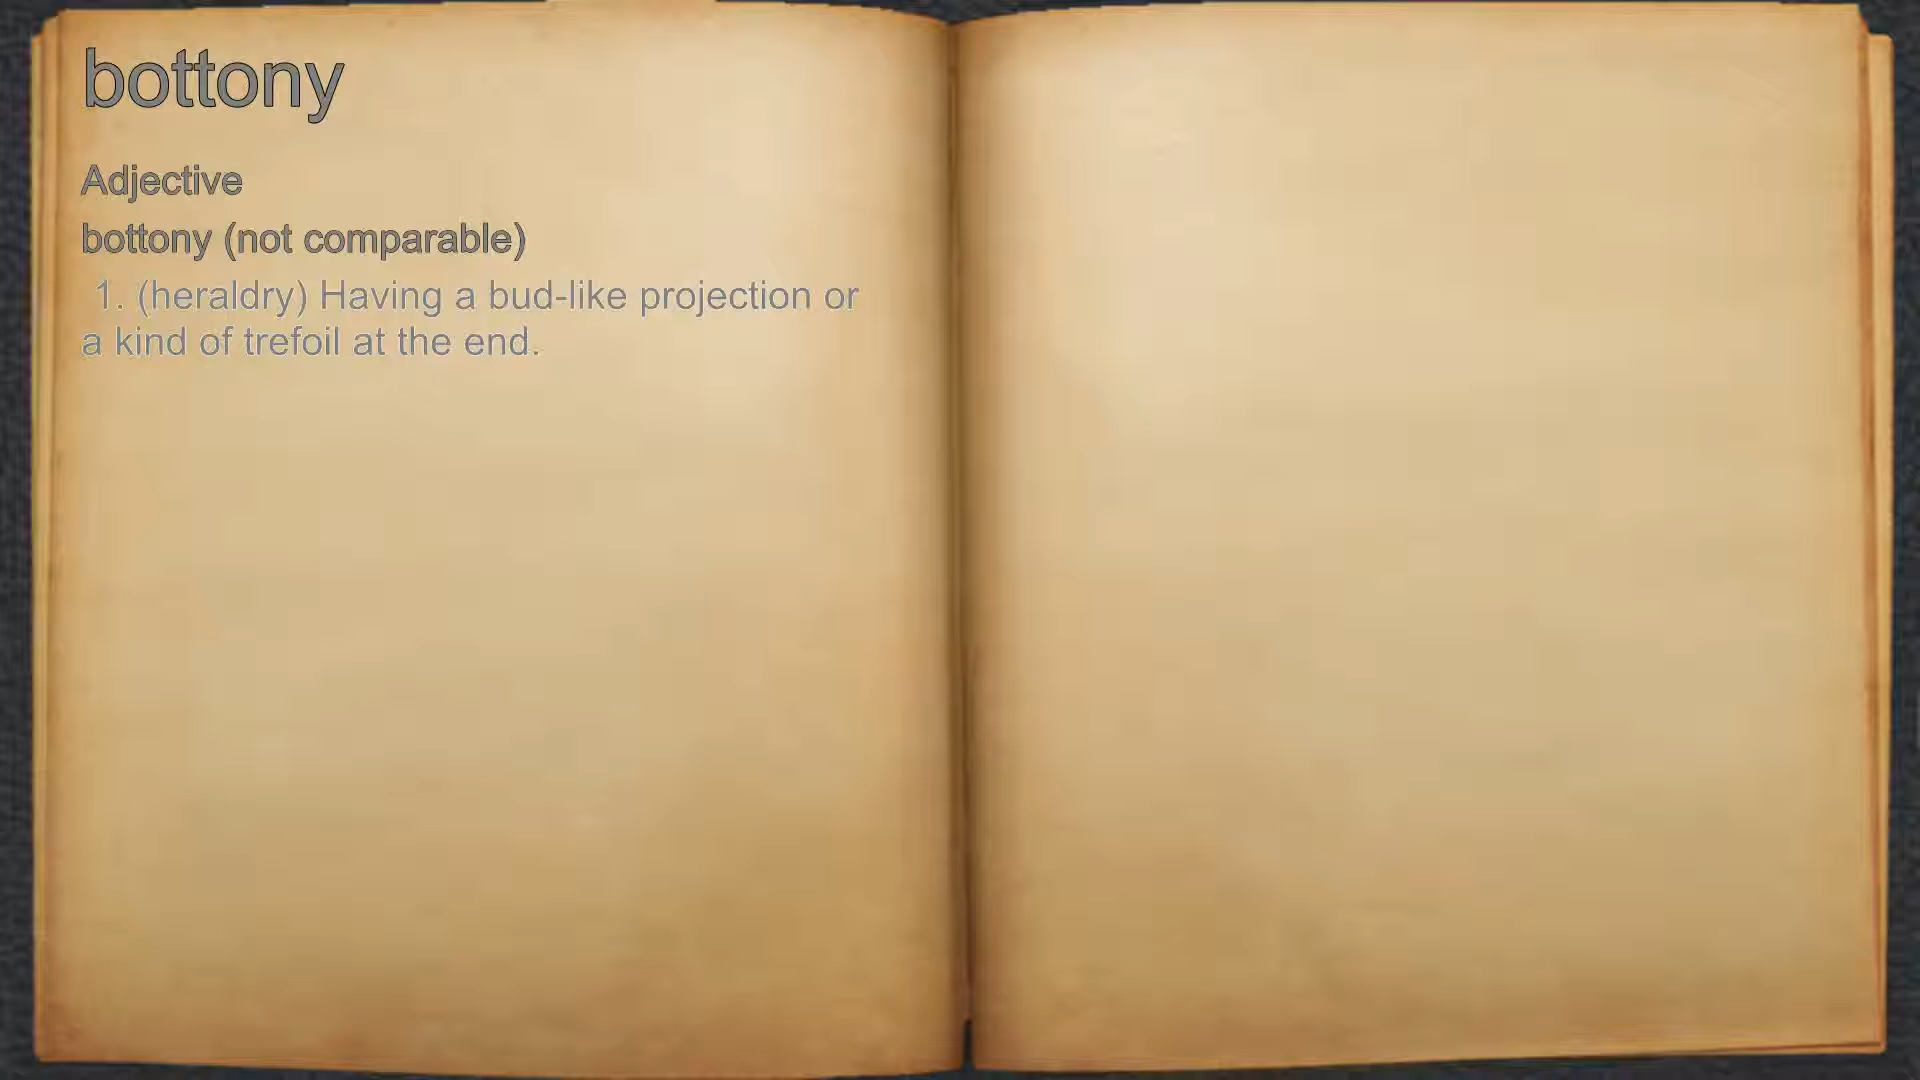 bottony
Adjective
bottony (not comparable)
1. (heraldry) Having a bud-like projection or
a kind of trefoil at the end.